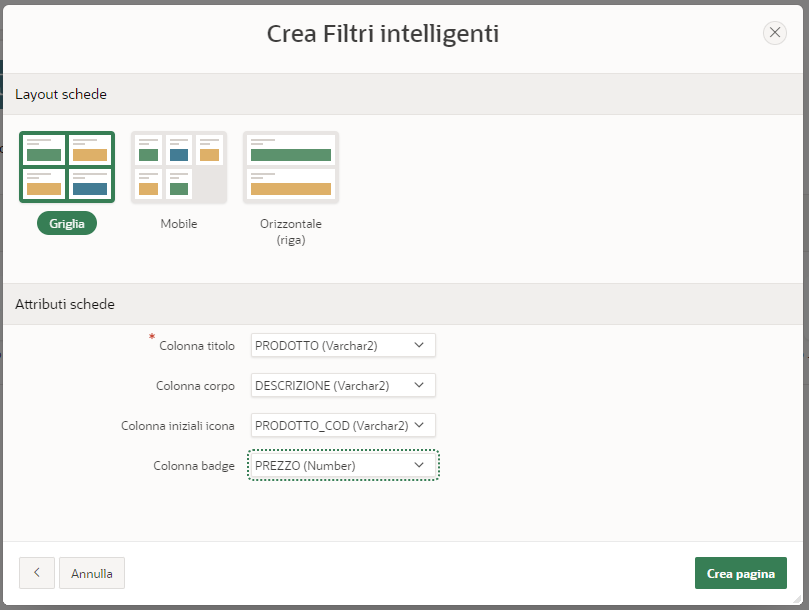 Crea Filtri intelligenti
Layout schede
Griglia
Mobile
Orizzontale
(riga)
Attributi schede
* Colonna titolo PRODOTTO (Varchar2)
Colonna corpo DESCRIZIONE (Varchar2)
Colonna iniziali icona PRODOTTO_COD (Varchar2)
Colonna badge PREZZO (Number)
Annulla
Crea pagina